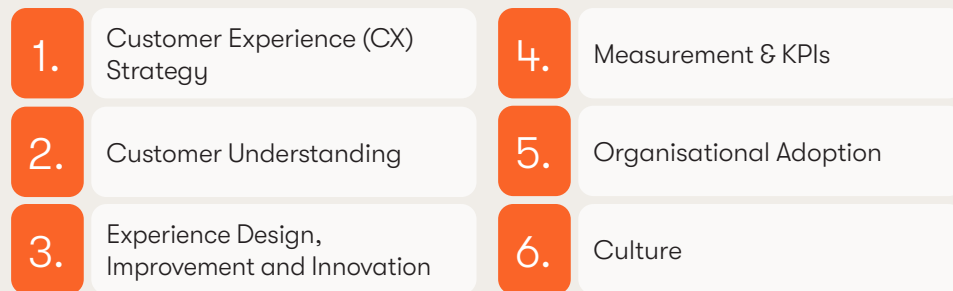 1. Customer Experience (CX)
Strategy
2. Customer Understanding
3. Experience Design,
Improvement and Innovation
4. Measurement & KPIs
5. Organisational Adoption
6. Culture